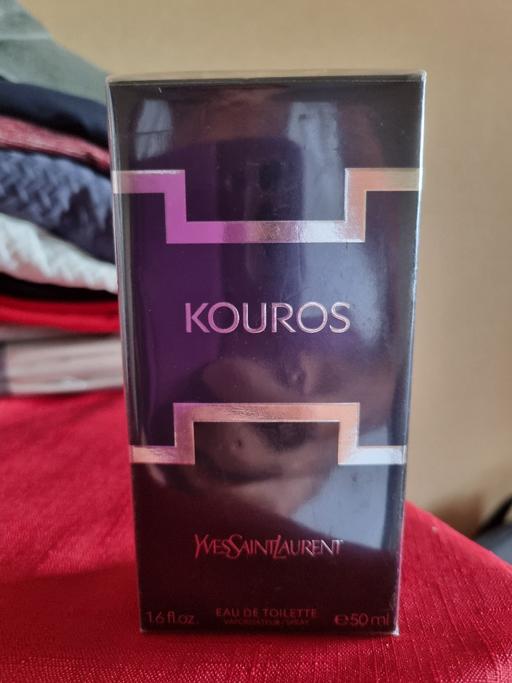 KOUROS
YVESSAINTLAURENT
1.6 fl.oz. EAU DE TOILETTE ℮50 ml
VAPORISATEUR / SPRAY